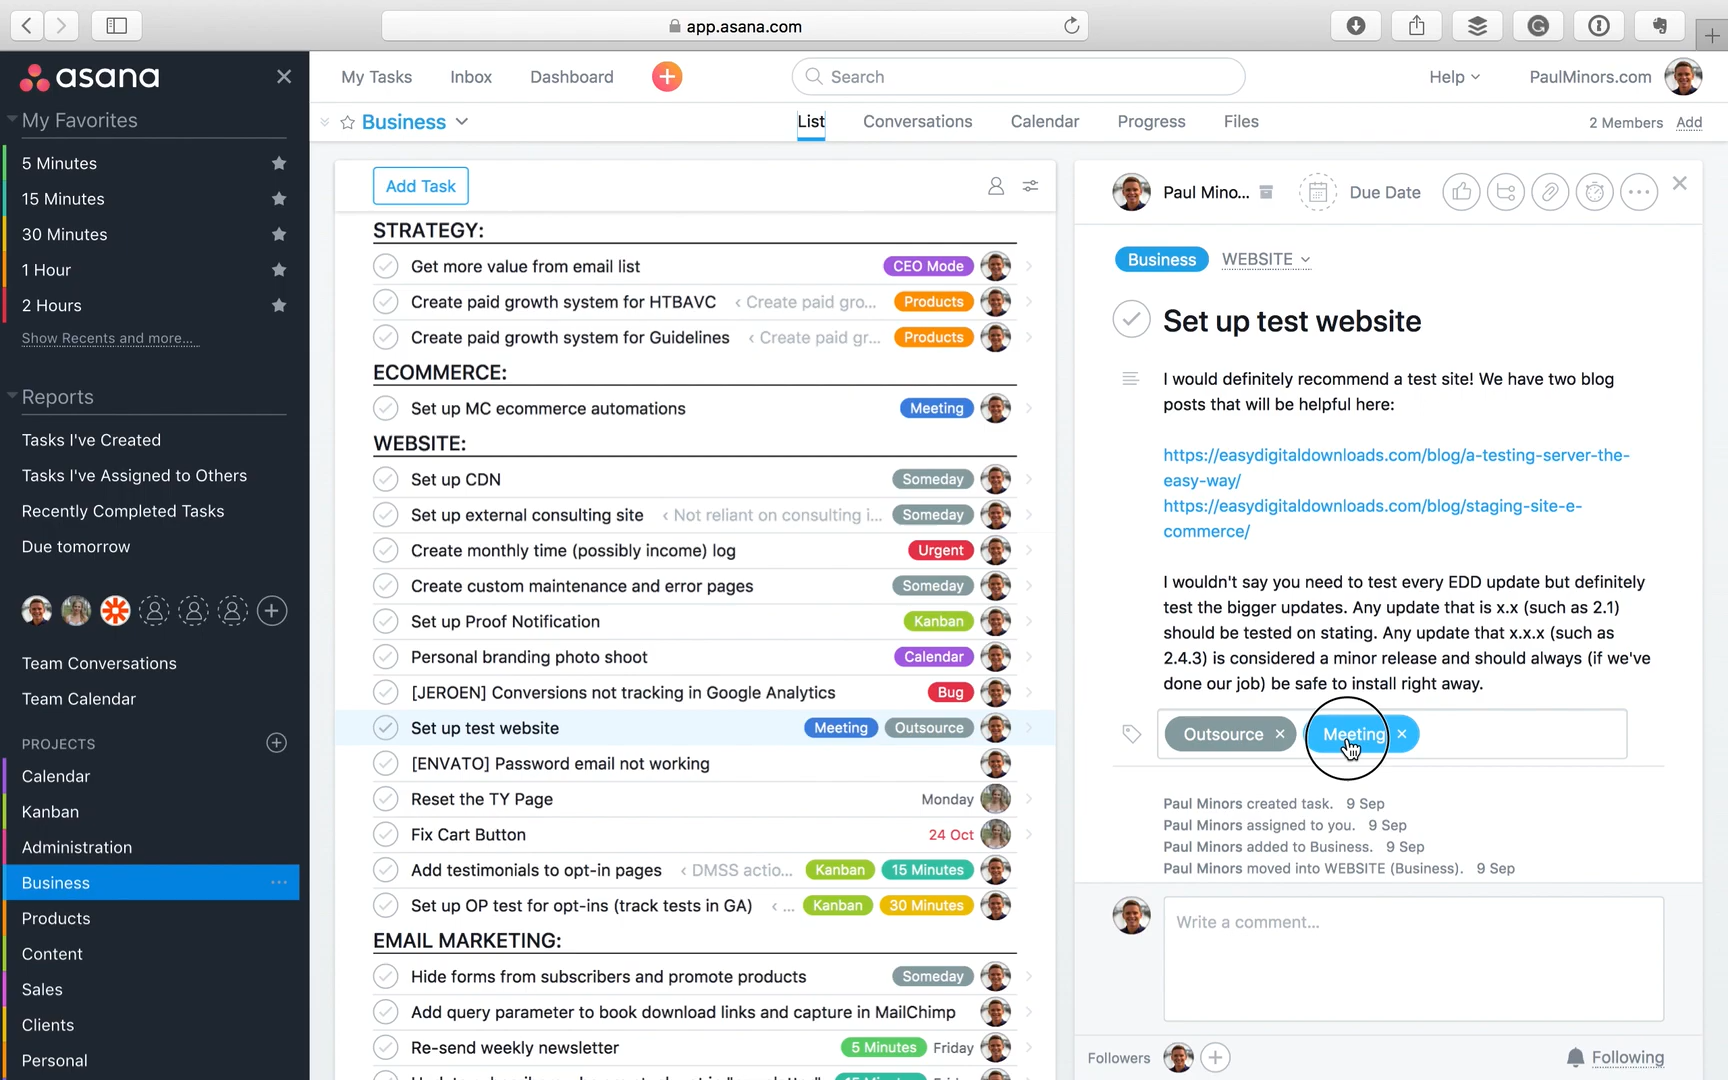 app.asana.com
asana
My Tasks
Inbox
Dashboard
Search
Help
PaulMinors.com
My Favorites
5 Minutes
15 Minutes
30 Minutes
1 Hour
2 Hours
Show Recents and more...
Reports
Tasks I've Created
Tasks I've Assigned to Others
Recently Completed Tasks
Due tomorrow
Team Conversations
Team Calendar
PROJECTS
Calendar
Kanban
Administration
Business
Products
Content
Sales
Clients
Personal
Business
List
Conversations
Calendar
Progress
Files
2 Members Add
Add Task
STRATEGY:
Get more value from email list CEO Mode
Create paid growth system for HTBAVC ‹ Create paid gro... Products
Create paid growth system for Guidelines ‹ Create paid gr... Products
ECOMMERCE:
Set up MC ecommerce automations Meeting
WEBSITE:
Set up CDN Someday
Set up external consulting site ‹ Not reliant on consulting i... Someday
Create monthly time (possibly income) log Urgent
Create custom maintenance and error pages Someday
Set up Proof Notification Kanban
Personal branding photo shoot Calendar
[JEROEN] Conversions not tracking in Google Analytics Bug
Set up test website Meeting Outsource
[ENVATO] Password email not working
Reset the TY Page Monday
Fix Cart Button 24 Oct
Add testimonials to opt-in pages ‹ DMSS actio... Kanban 15 Minutes
Set up OP test for opt-ins (track tests in GA) ‹ ... Kanban 30 Minutes
EMAIL MARKETING:
Hide forms from subscribers and promote products Someday
Add query parameter to book download links and capture in MailChimp
Re-send weekly newsletter 5 Minutes Friday
Paul Mino...
Due Date
Business WEBSITE
Set up test website
I would definitely recommend a test site! We have two blog
posts that will be helpful here:
https://easydigitaldownloads.com/blog/a-testing-server-the-
easy-way/
https://easydigitaldownloads.com/blog/staging-site-e-
commerce/
I wouldn't say you need to test every EDD update but definitely
test the bigger updates. Any update that is x.x (such as 2.1)
should be tested on stating. Any update that x.x.x (such as
2.4.3) is considered a minor release and should always (if we've
done our job) be safe to install right away.
Outsource × Meeting ×
Paul Minors created task. 9 Sep
Paul Minors assigned to you. 9 Sep
Paul Minors added to Business. 9 Sep
Paul Minors moved into WEBSITE (Business). 9 Sep
Write a comment...
Followers
Following